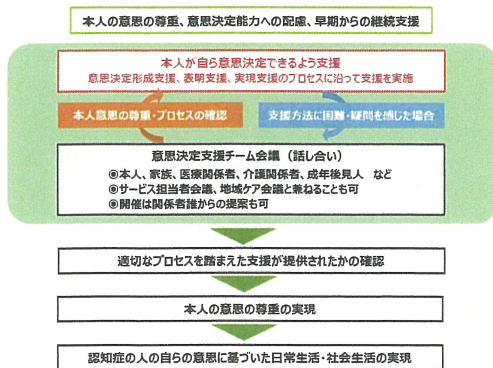 本人の意思の尊重、意思決定能力への配慮、早期からの継続支援
本人が自ら意思決定できるよう支援
意思決定形成支援、表明支援、実現支援のプロセスに沿って支援を実施
本人意思の尊重・プロセスの確認
支援方法に困難・疑問を感じた場合
意思決定支援チーム会議（話し合い）
◉本人、家族、医療関係者、介護関係者、成年後見人　など
◉サービス担当者会議、地域ケア会議と兼ねることも可
◉開催は関係者誰からの提案も可
適切なプロセスを踏まえた支援が提供されたかの確認
本人の意思の尊重の実現
認知症の人の自らの意思に基づいた日常生活・社会生活の実現